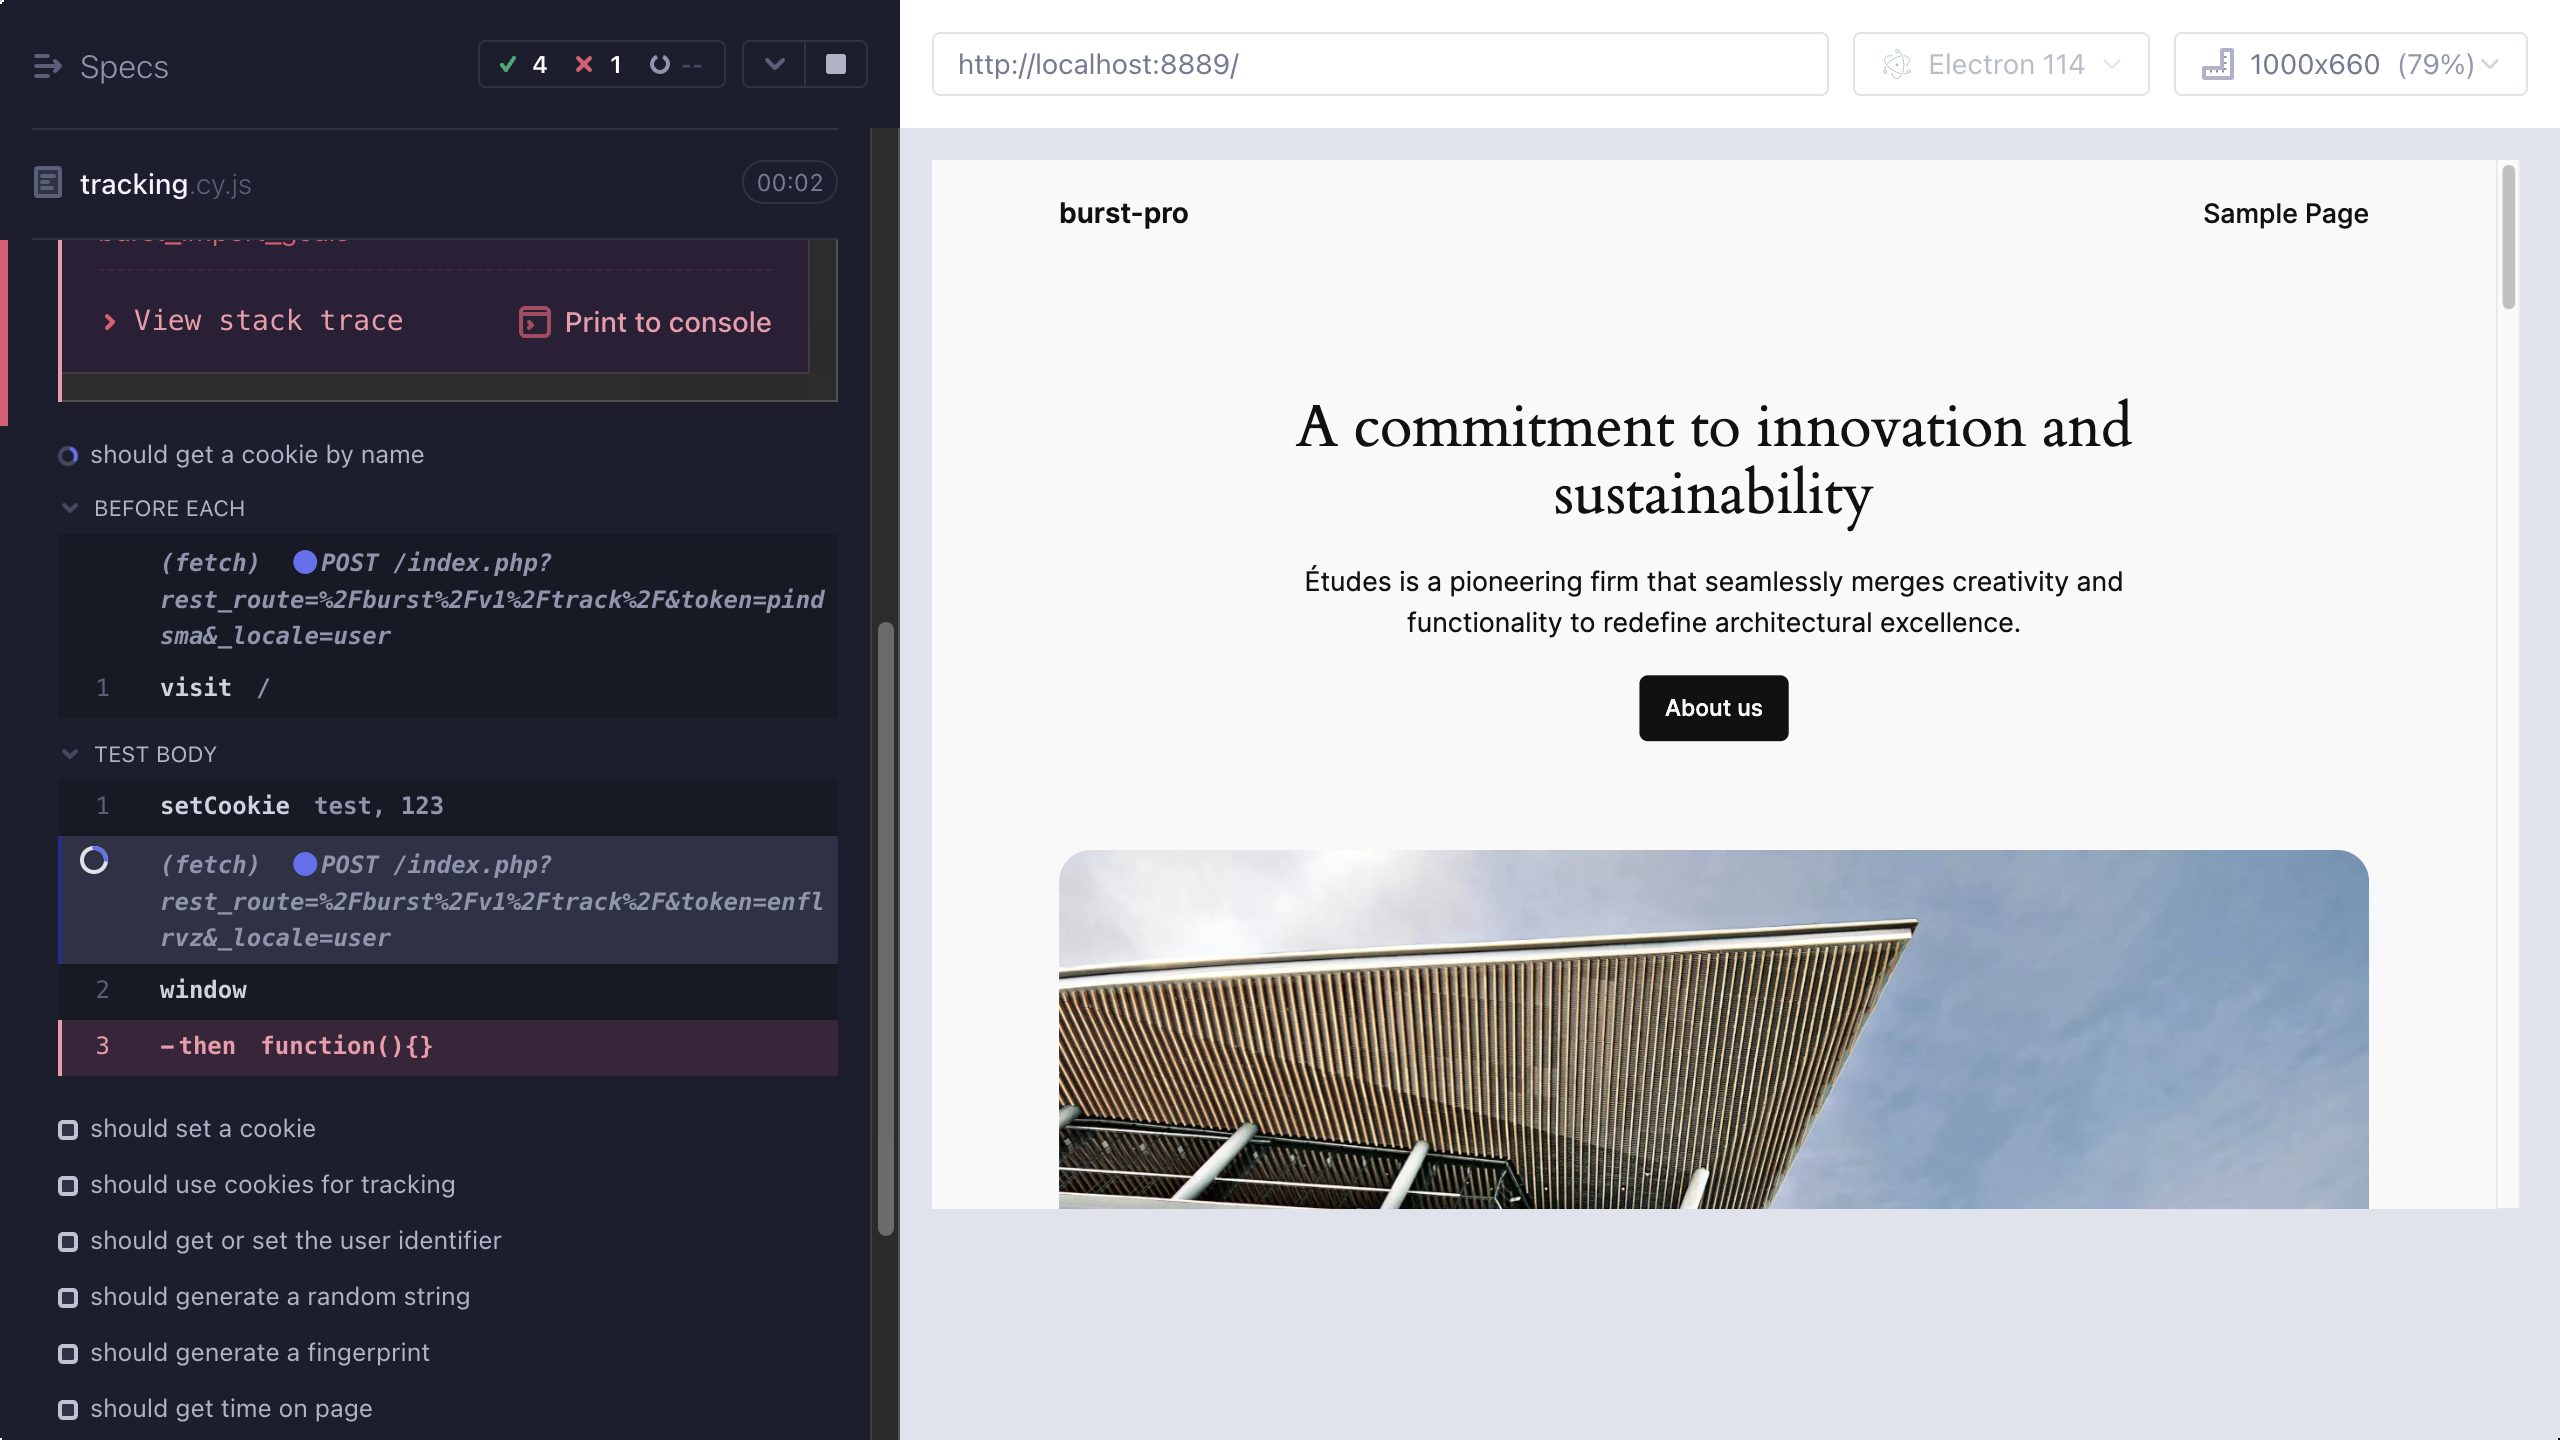 Specs
4
1
--
tracking.cy.js
00:02
View stack trace
Print to console
should get a cookie by name
BEFORE EACH
(fetch) POST /index.php?
rest_route=%2Fburst%2Fv1%2Ftrack%2F&token=pind
sma&_locale=user
1 visit /
TEST BODY
1 setCookie test, 123
(fetch) POST /index.php?
rest_route=%2Fburst%2Fv1%2Ftrack%2F&token=enfl
rvz&_locale=user
2 window
3 -then function(){}
should set a cookie
should use cookies for tracking
should get or set the user identifier
should generate a random string
should generate a fingerprint
should get time on page
http://localhost:8889/
Electron 114
1000x660 (79%)
burst-pro
Sample Page
A commitment to innovation and
sustainability
Études is a pioneering firm that seamlessly merges creativity and
functionality to redefine architectural excellence.
About us